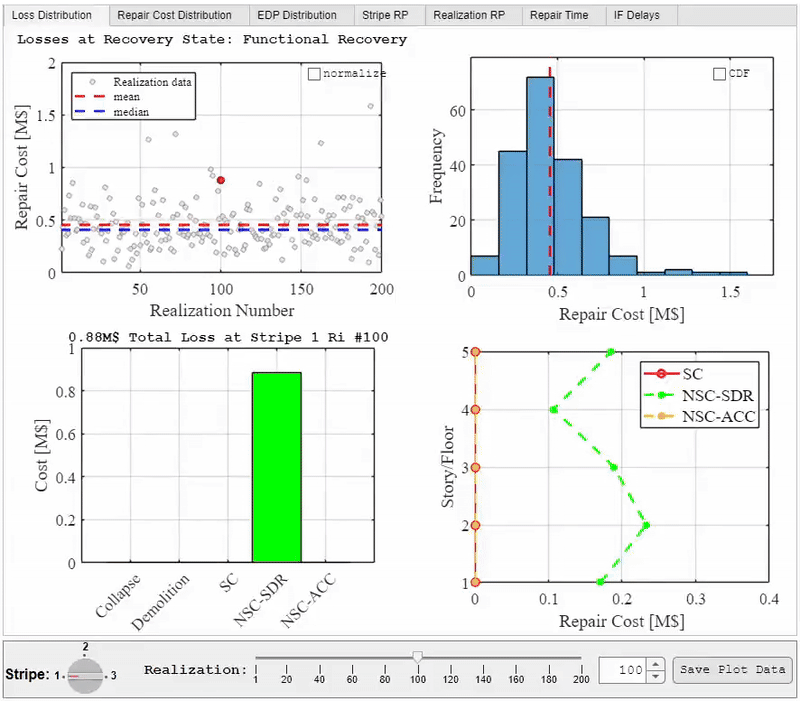 Loss Distribution Repair Cost Distribution EDP Distribution Stripe RP Realization RP Repair Time IF Delays
Losses at Recovery State: Functional Recovery
normalize
Realization data
mean
median
Repair Cost [M$]
2
1.5
1
0.5
0
50 100 150 200
Realization Number
CDF
Frequency
60
40
20
0
0 0.5 1 1.5
Repair Cost [M$]
0.88M$ Total Loss at Stripe 1 Ri #100
Cost [M$]
1
0.8
0.6
0.4
0.2
0
Collapse Demolition SC NSC-SDR NSC-ACC
SC
NSC-SDR
NSC-ACC
Story/Floor
5
4
3
2
1
0 0.1 0.2 0.3 0.4
Repair Cost [M$]
Stripe: 1 2 3
Realization:
1 20 40 60 80 100 120 140 160 180 200
100
Save Plot Data